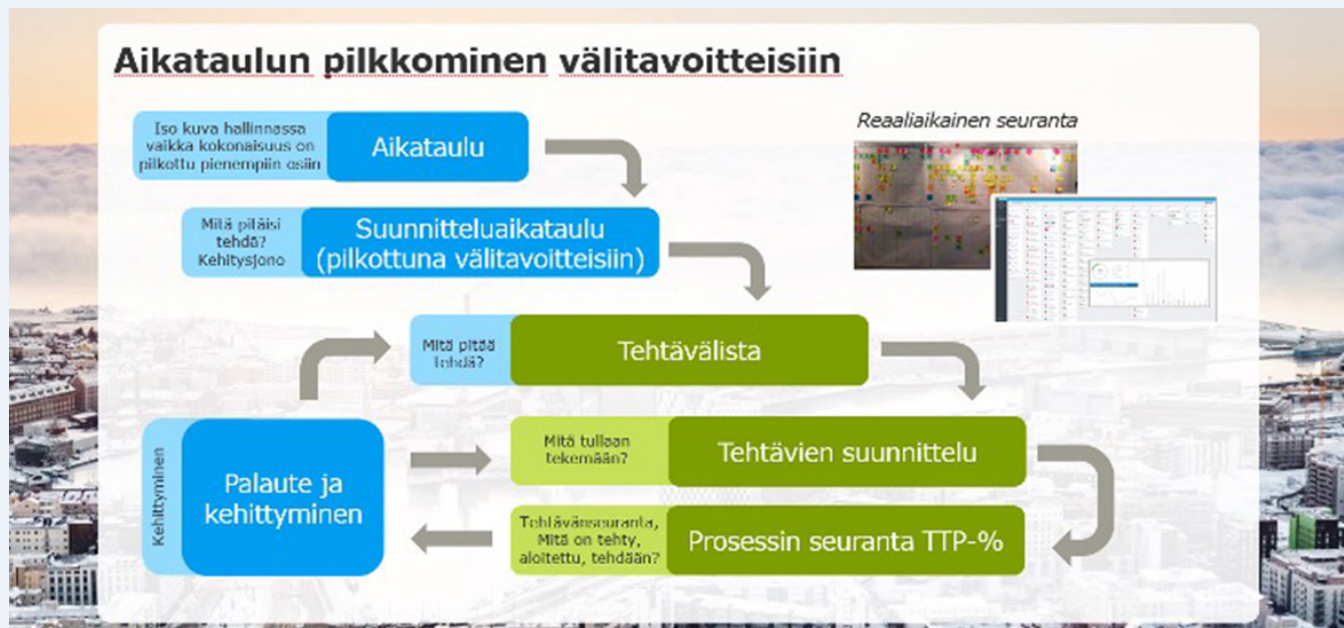 Aikataulun pilkkominen välitavoitteisiin
Iso kuva hallinnassa
vaikka kokonaisuus on
pilkottu pienempiin osiin
Aikataulu
Reaaliaikainen seuranta
Mitä pitäisi
tehdä?
Kehitysjono
Suunnitteluaikataulu
(pilkottuna välitavoitteisiin)
Mitä pitää
tehdä?
Tehtävälista
Kehittyminen
Palaute ja
kehittyminen
Mitä tullaan
tekemään?
Tehtävien suunnittelu
Tehtävänseuranta,
Mitä on tehty,
aloitettu, tehdään?
Prosessin seuranta TTP-%